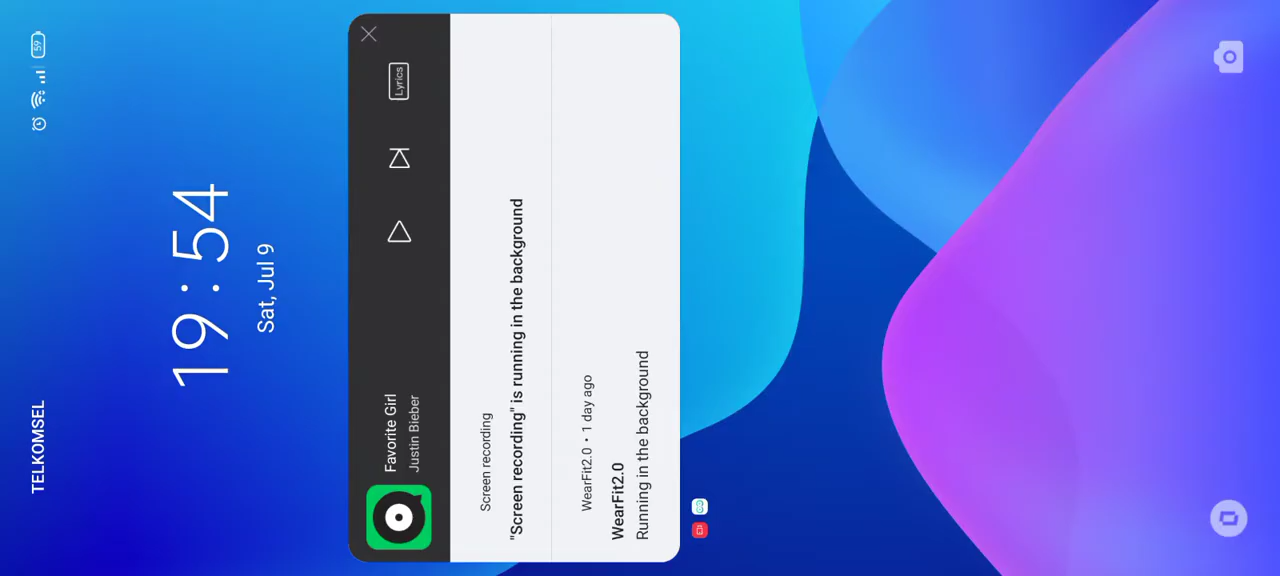 TELKOMSEL
59
19:54
Sat, Jul 9
Favorite Girl
Justin Bieber
Lyrics
Screen recording
"Screen recording" is running in the background
WearFit2.0 • 1 day ago
WearFit2.0
Running in the background